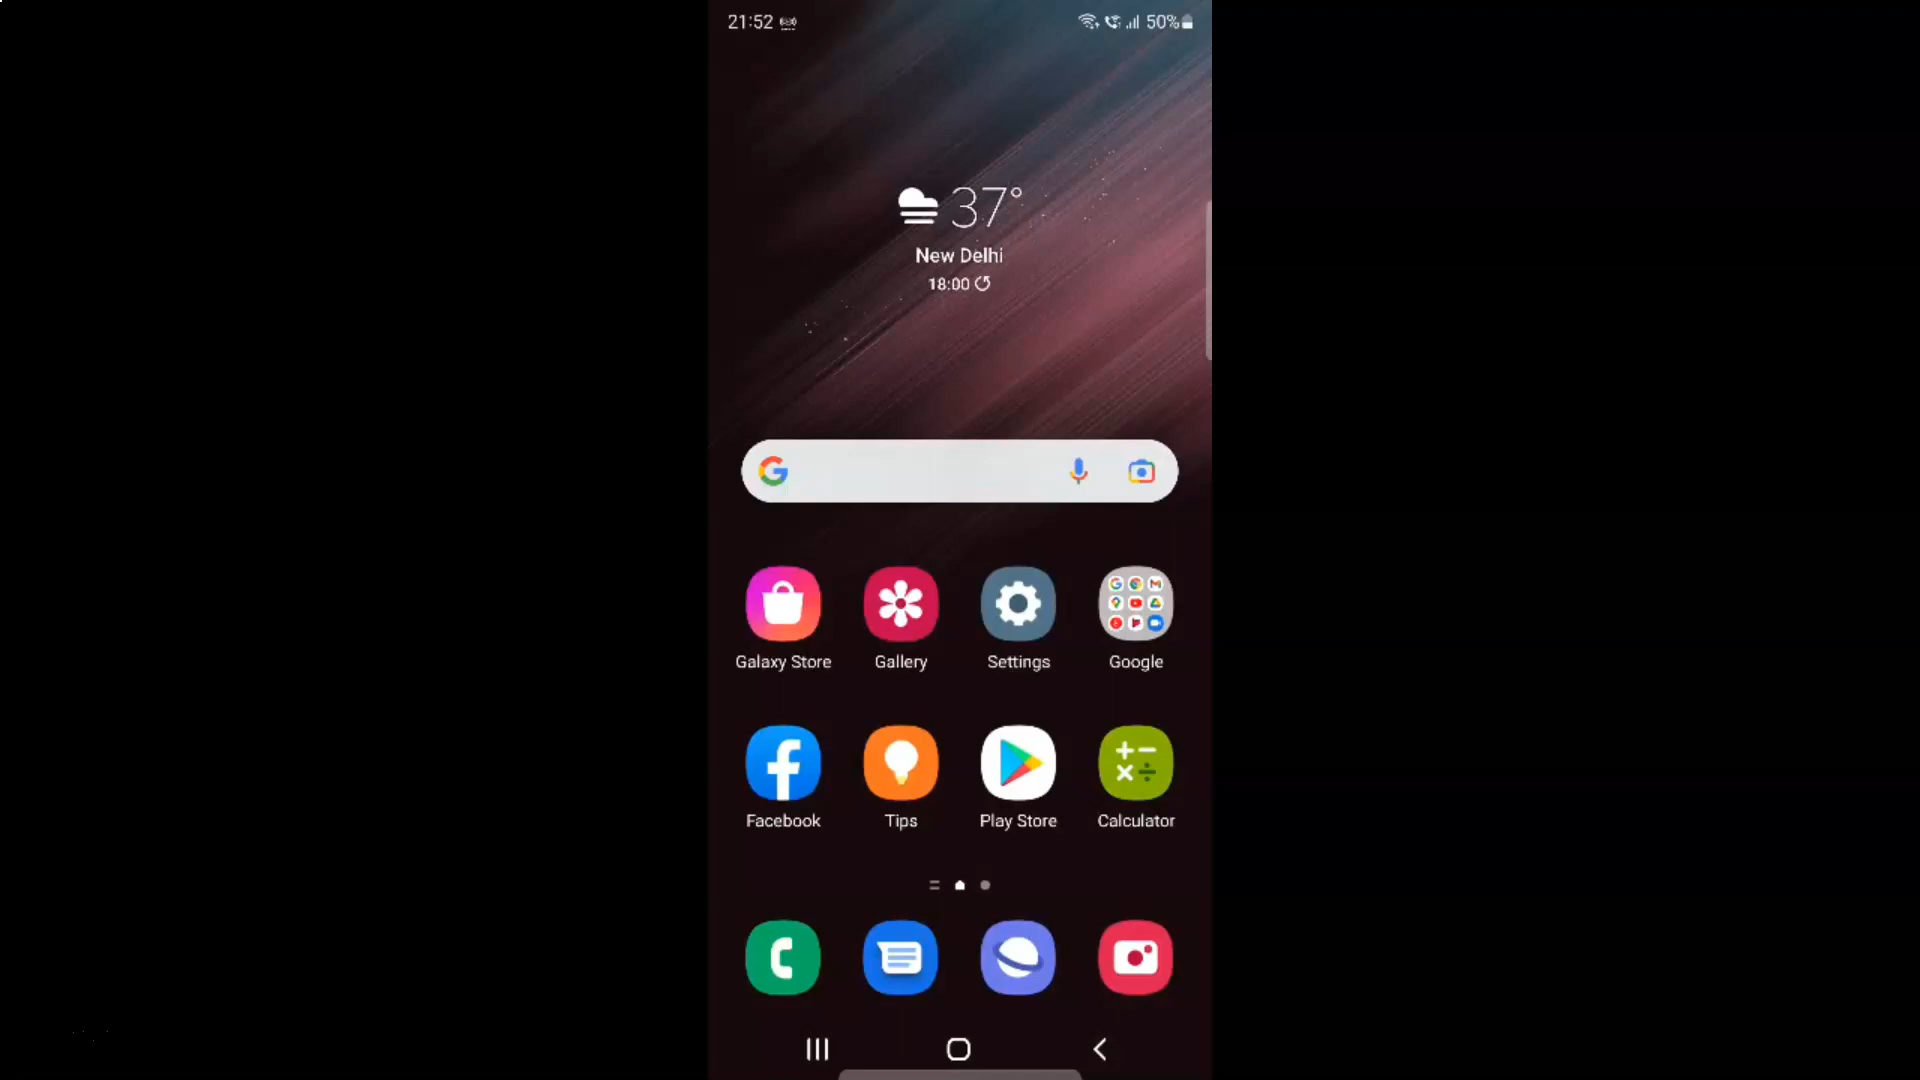 21:52
50%
37°
New Delhi
18:00
Galaxy Store
Gallery
Settings
Google
Facebook
Tips
Play Store
Calculator